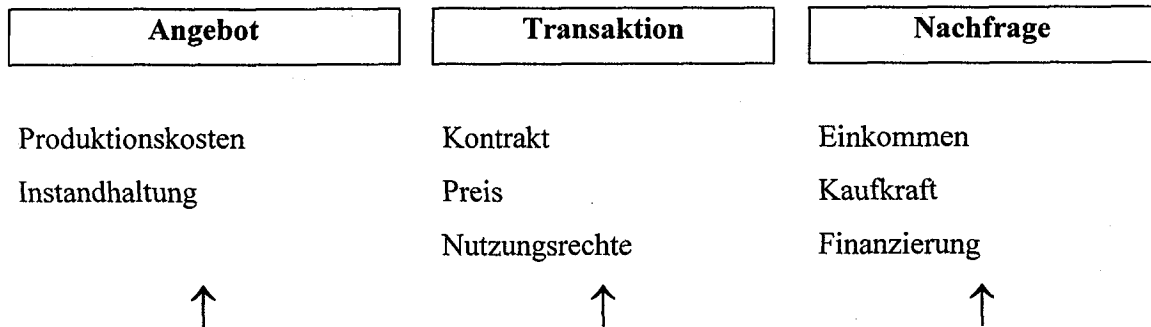 Angebot
Transaktion
Nachfrage
Produktionskosten
Kontrakt
Einkommen
Instandhaltung
Preis
Kaufkraft
Nutzungsrechte
Finanzierung